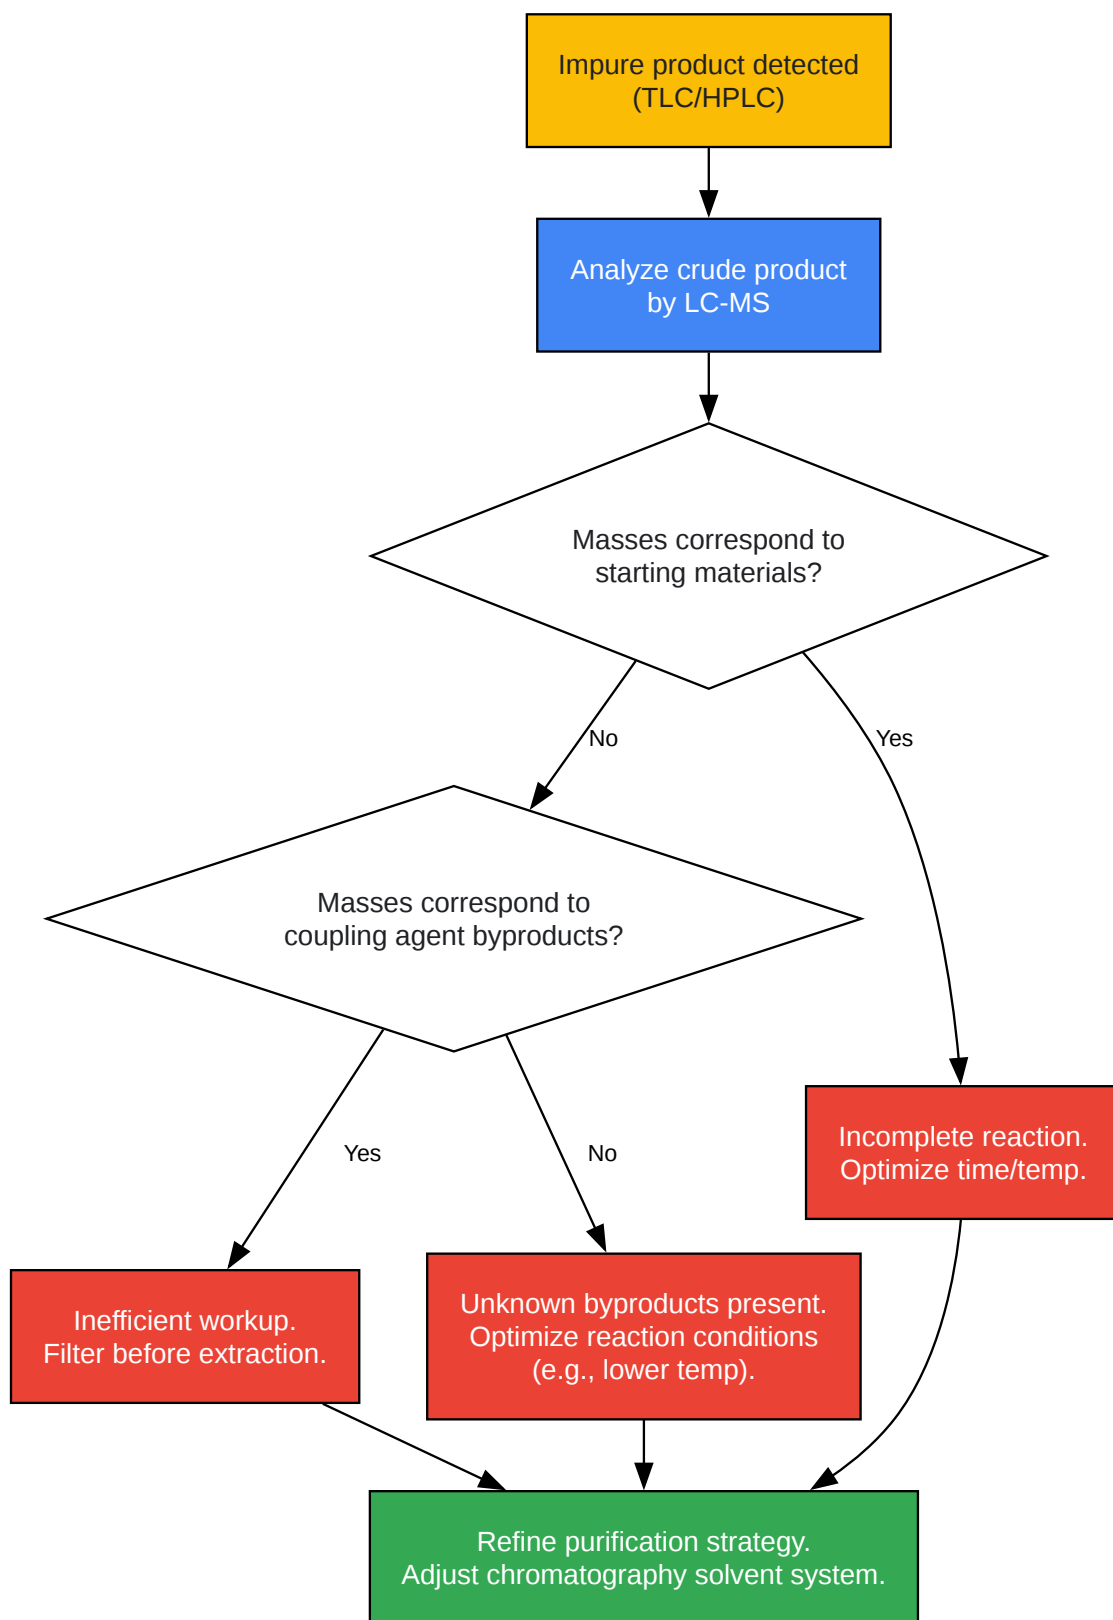 Impure product detected
(TLC/HPLC)
Analyze crude product
by LC-MS
Masses correspond to
starting materials?
No
Yes
Masses correspond to
coupling agent byproducts?
Yes
No
Incomplete reaction.
Optimize time/temp.
Inefficient workup.
Filter before extraction.
Unknown byproducts present.
Optimize reaction conditions
(e.g., lower temp).
Refine purification strategy.
Adjust chromatography solvent system.